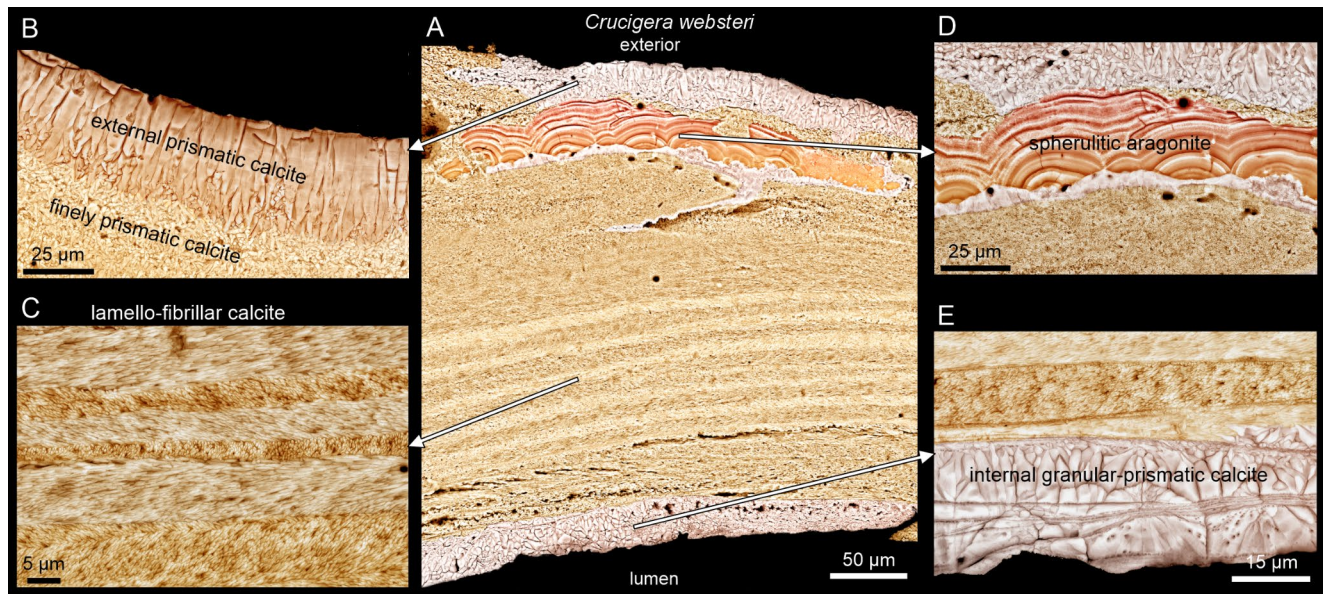 B
external prismatic calcite
finely prismatic calcite
25 µm
C
lamello-fibrillar calcite
5 µm
A
Crucigera websteri
exterior
lumen
50 µm
D
spherulitic aragonite
25 µm
E
internal granular-prismatic calcite
15 µm